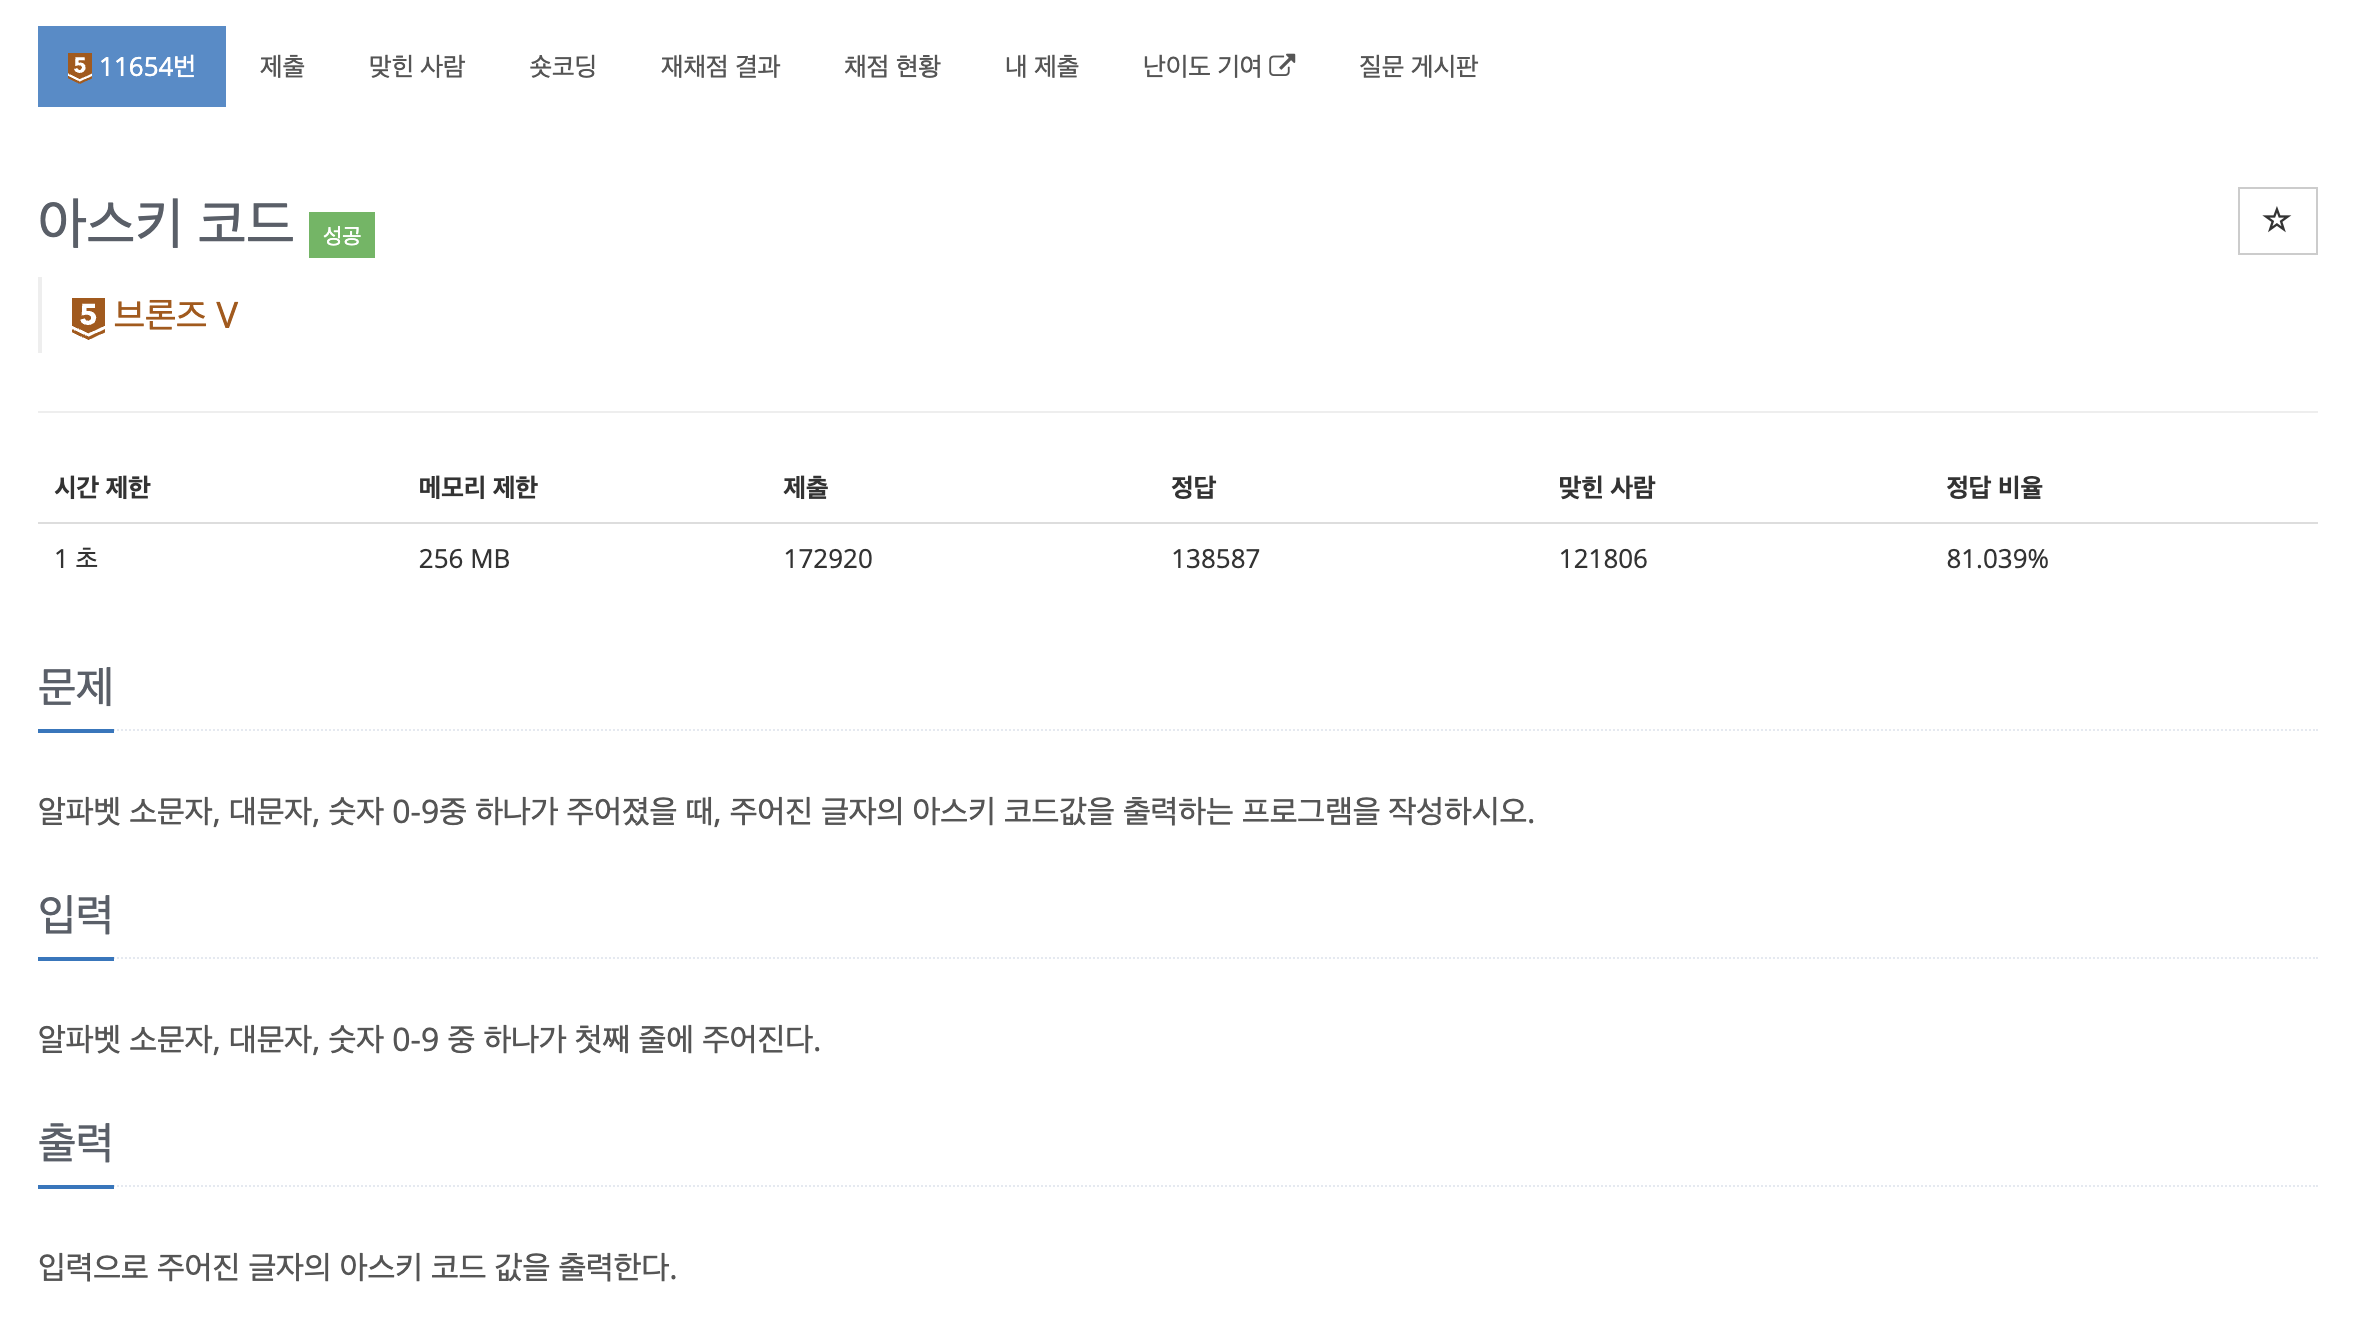 5 11654번 제출 맞힌 사람 숏코딩 재채점 결과 채점 현황 내 제출 난이도 기여 질문 게시판
아스키 코드 성공
5 브론즈 V
시간 제한 메모리 제한 제출 정답 맞힌 사람 정답 비율
1 초 256 MB 172920 138587 121806 81.039%
문제
알파벳 소문자, 대문자, 숫자 0-9중 하나가 주어졌을 때, 주어진 글자의 아스키 코드값을 출력하는 프로그램을 작성하시오.
입력
알파벳 소문자, 대문자, 숫자 0-9 중 하나가 첫째 줄에 주어진다.
출력
입력으로 주어진 글자의 아스키 코드 값을 출력한다.